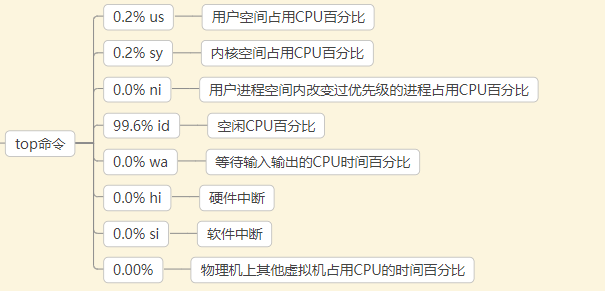 0.2% us 用户空间占用CPU百分比
0.2% sy 内核空间占用CPU百分比
0.0% ni 用户进程空间内改变过优先级的进程占用CPU百分比
99.6% id 空闲CPU百分比
top命令
0.0% wa 等待输入输出的CPU时间百分比
0.0% hi 硬件中断
0.0% si 软件中断
0.00% 物理机上其他虚拟机占用CPU的时间百分比